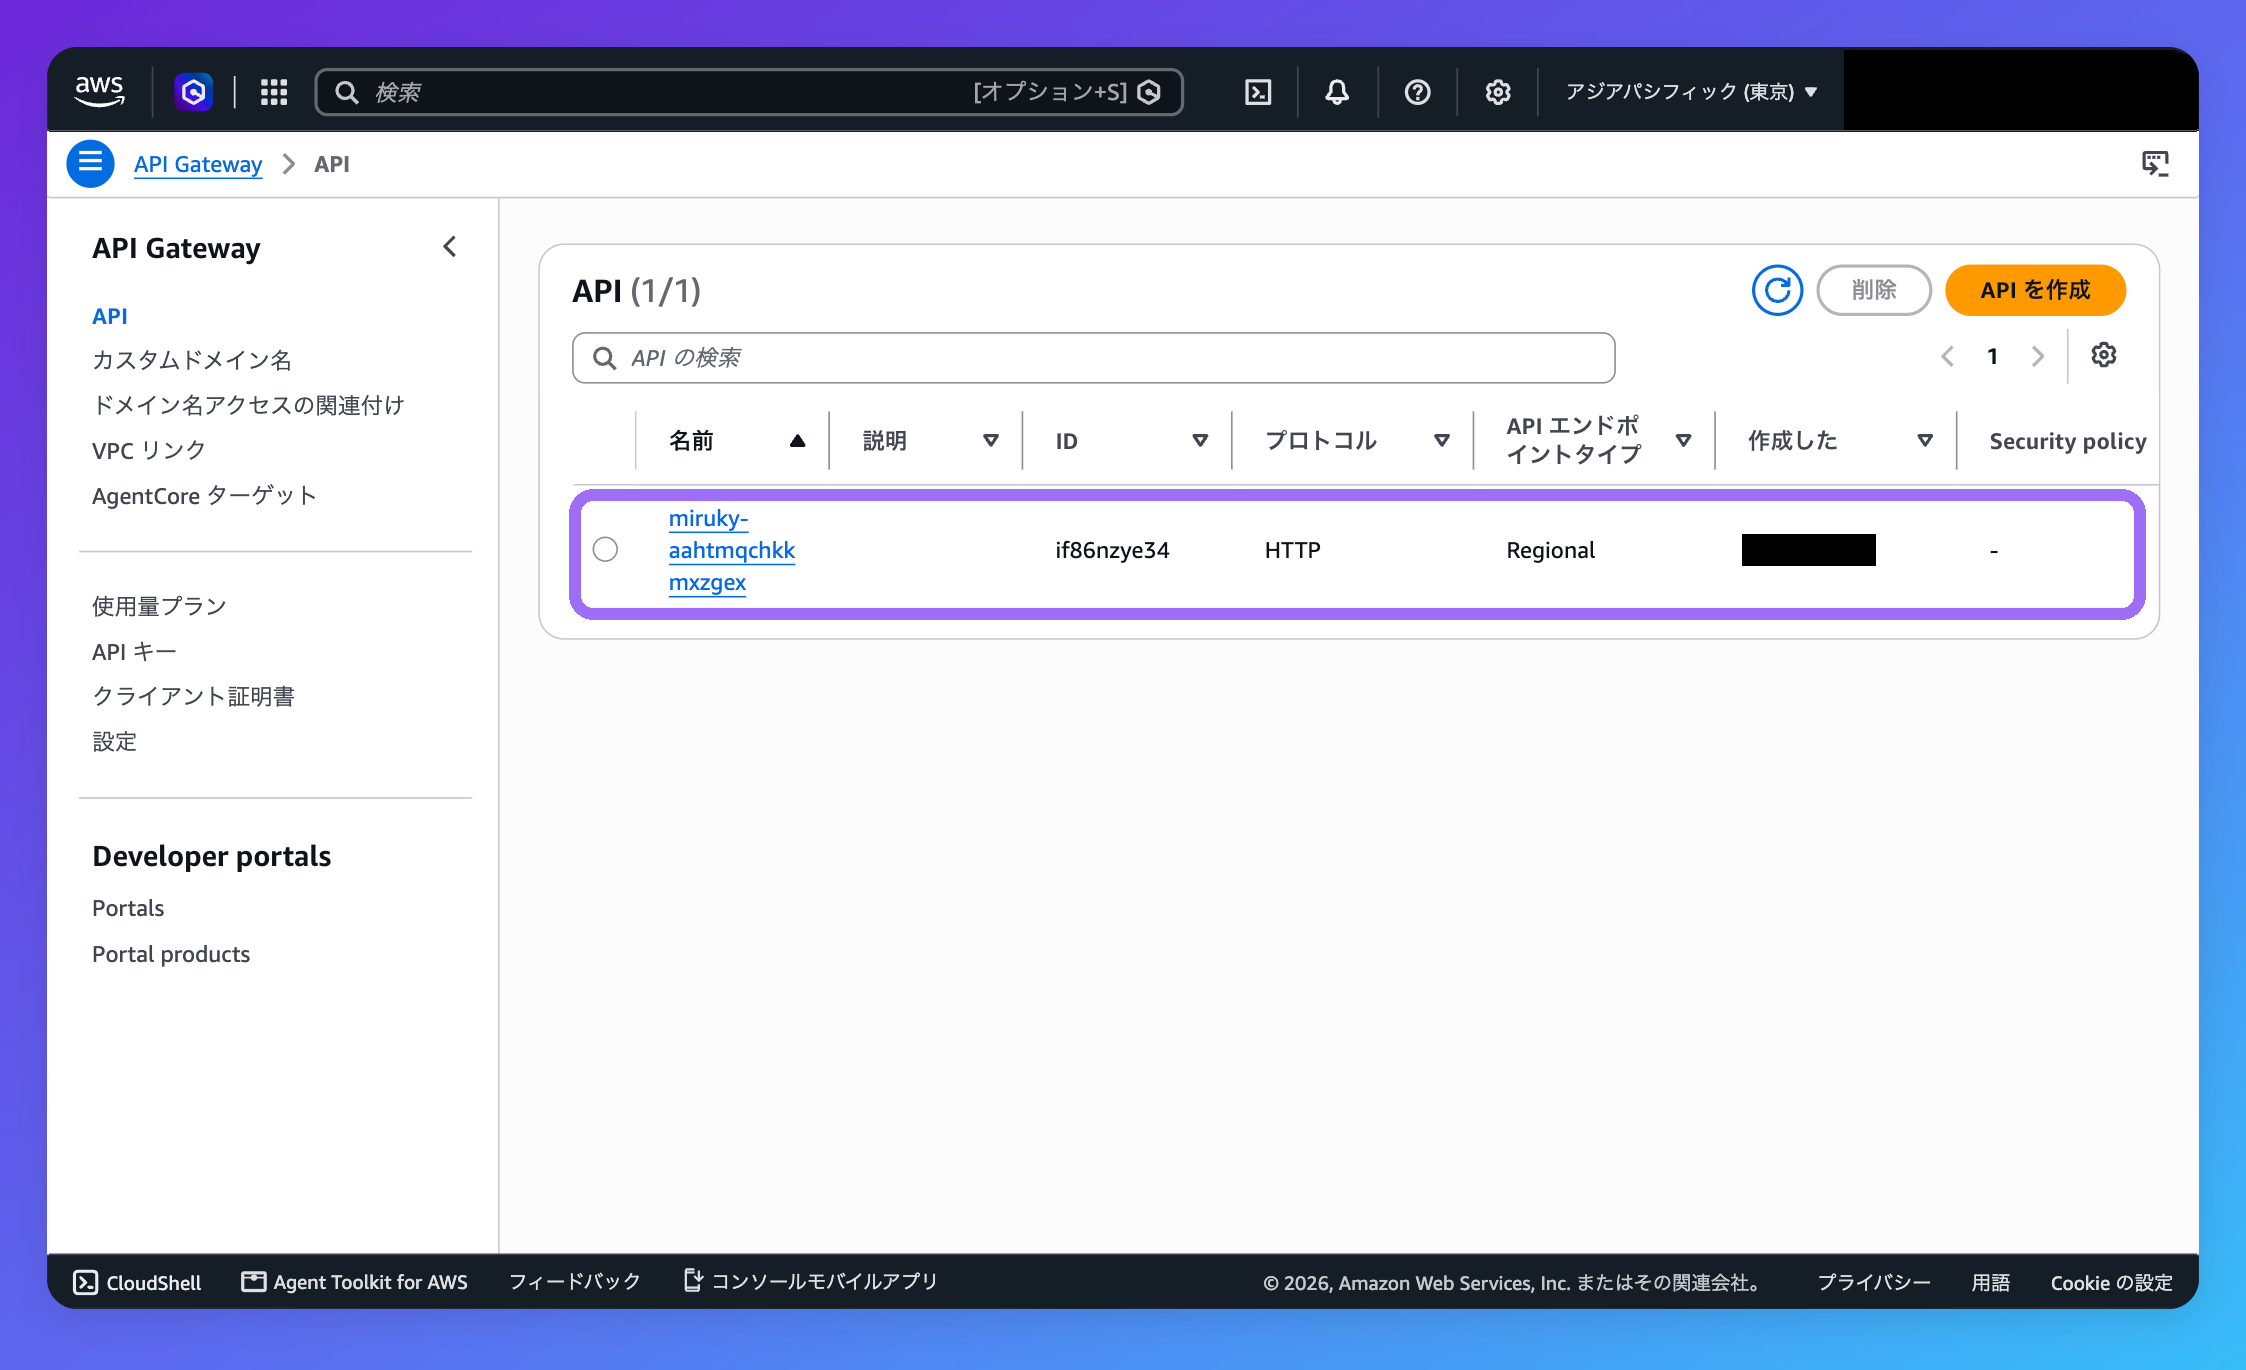 aws
検索
[オプション+S]
アジアパシフィック (東京) ▼
API Gateway > API
API Gateway
API
カスタムドメイン名
ドメイン名アクセスの関連付け
VPC リンク
AgentCore ターゲット
使用量プラン
API キー
クライアント証明書
設定
Developer portals
Portals
Portal products
API (1/1)
削除
API を作成
API の検索
1
名前
説明
ID
プロトコル
API エンドポ
イントタイプ
作成した
Security policy
miruky-
aahtmqchkk
mxzgex
if86nzye34
HTTP
Regional
-
CloudShell
Agent Toolkit for AWS
フィードバック
コンソールモバイルアプリ
© 2026, Amazon Web Services, Inc. またはその関連会社。
プライバシー
用語
Cookie の設定